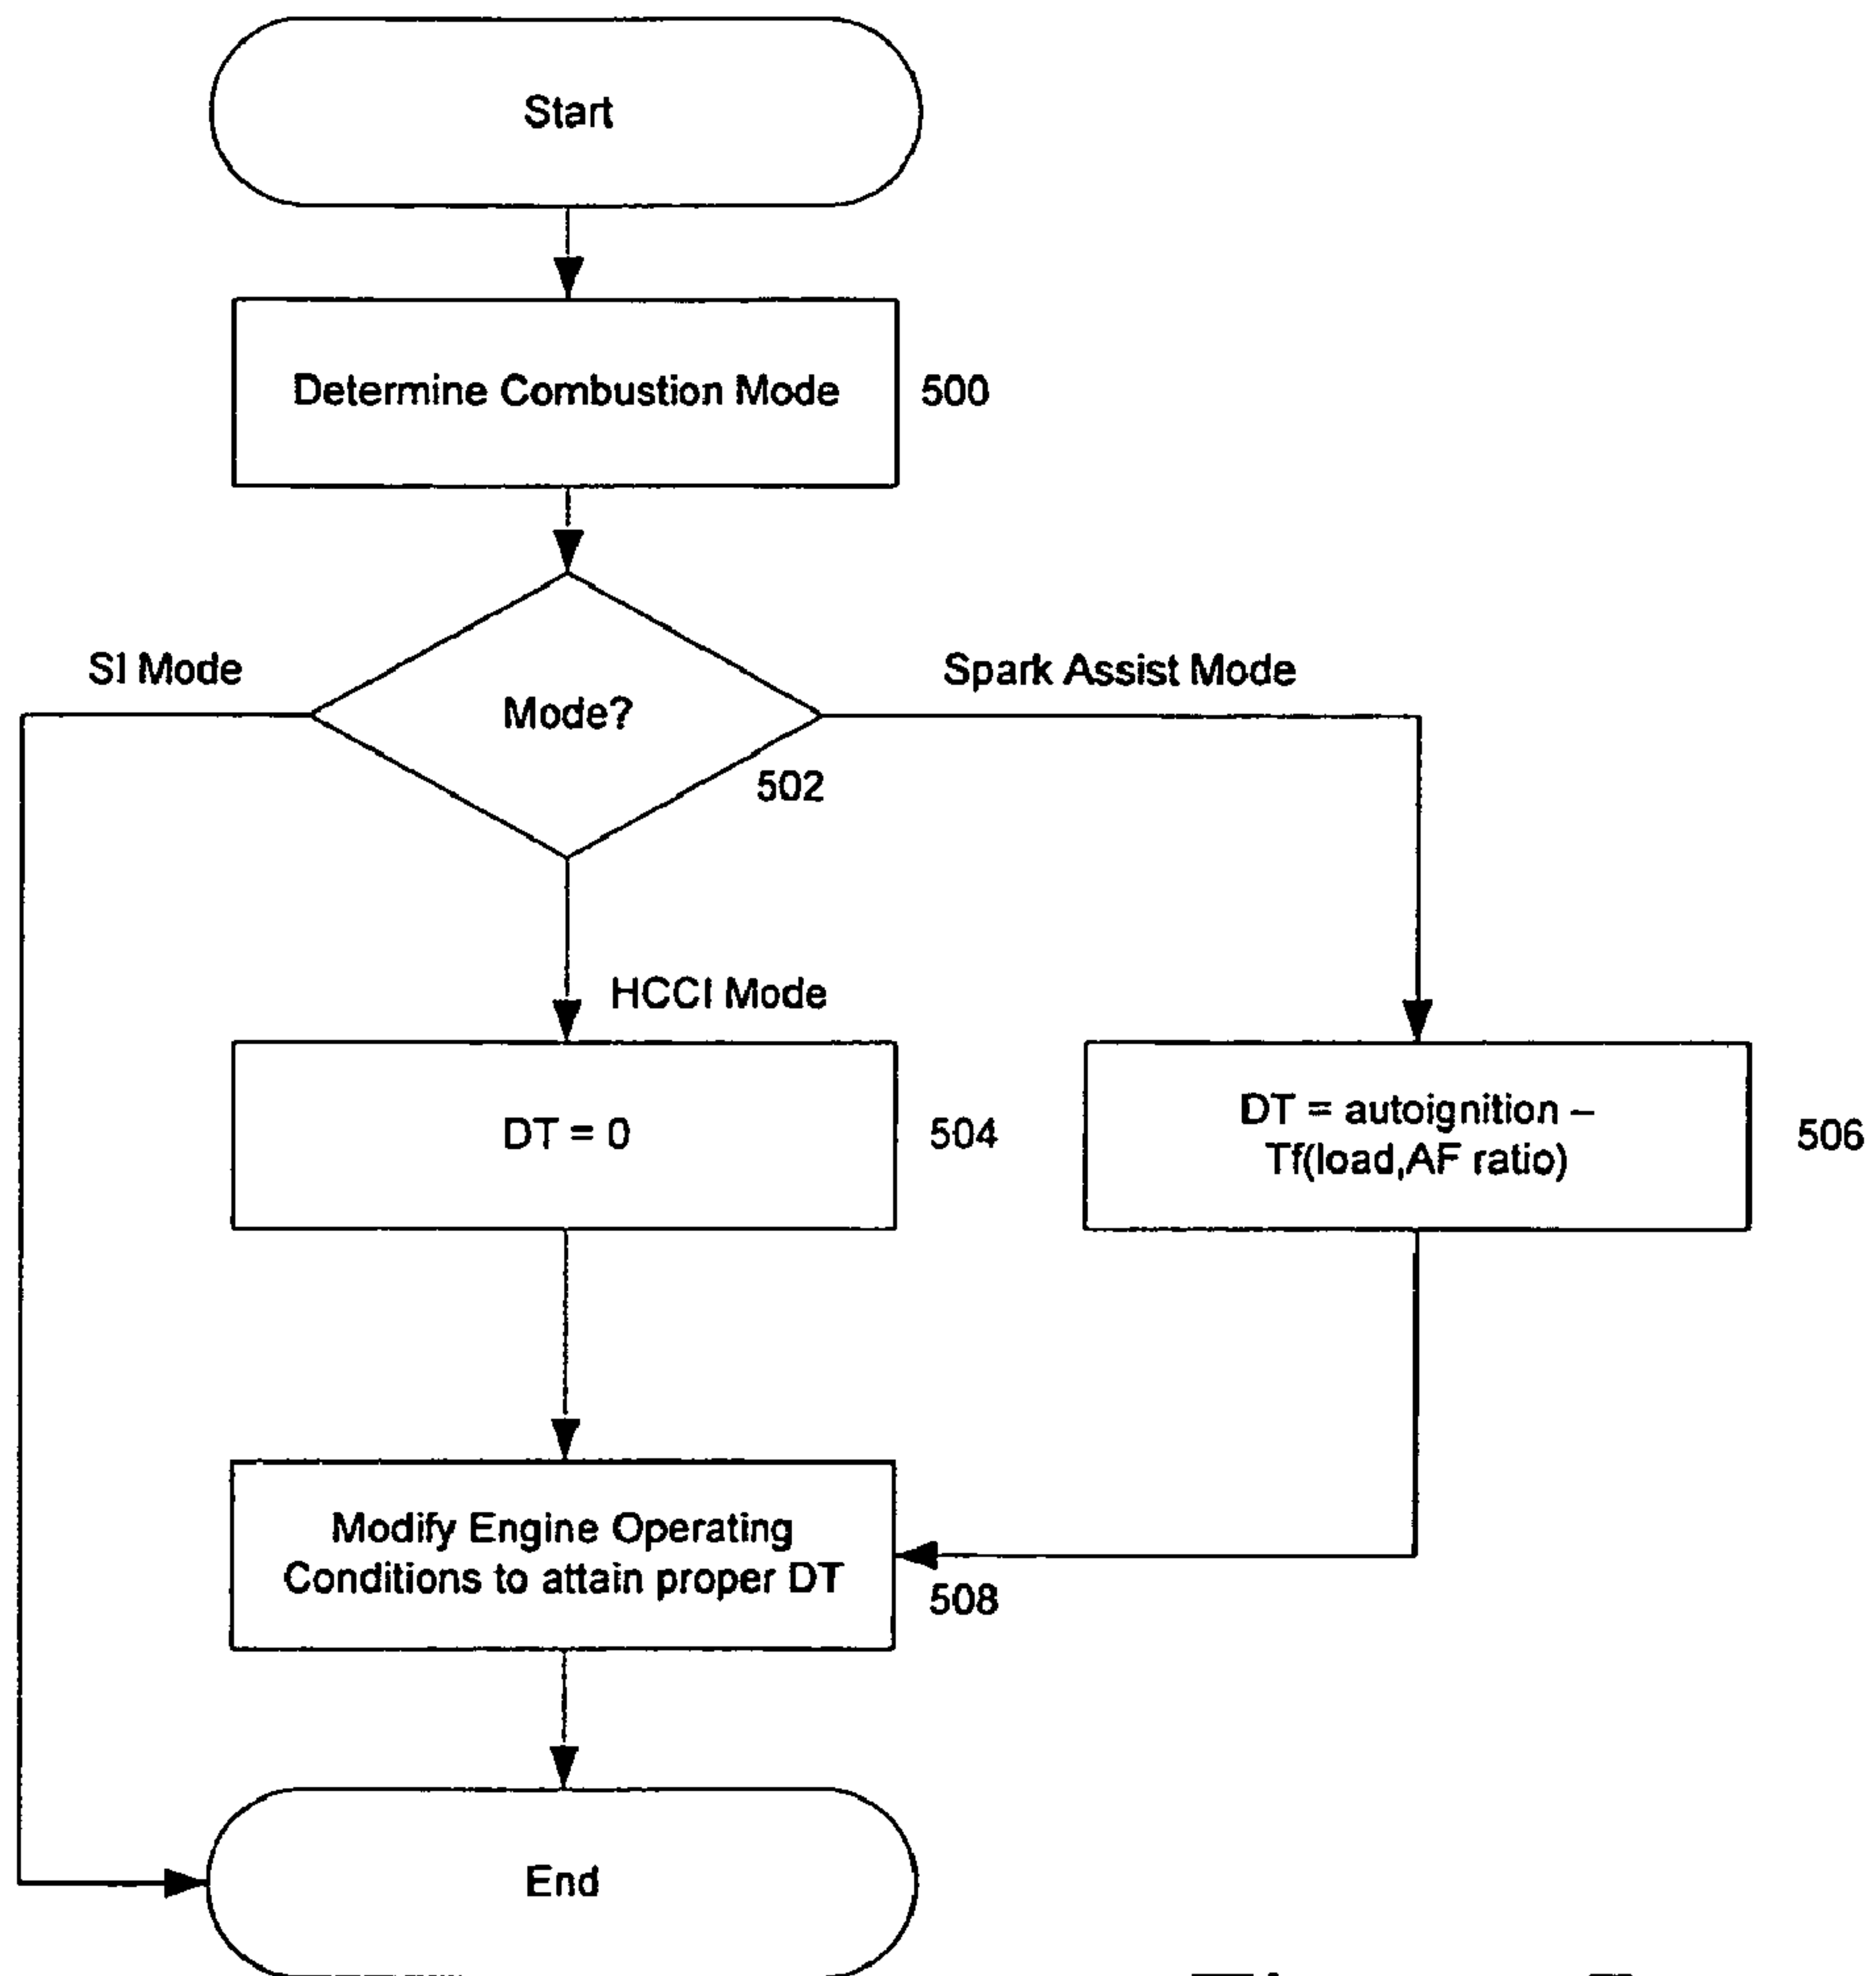 Start
Determine Combustion Mode
500
SI Mode
Spark Assist Mode
Mode?
502
HCCI Mode
DT = 0
504
DT = autoignition –
Tf(load,AF ratio)
506
Modify Engine Operating
Conditions to attain proper DT
508
End